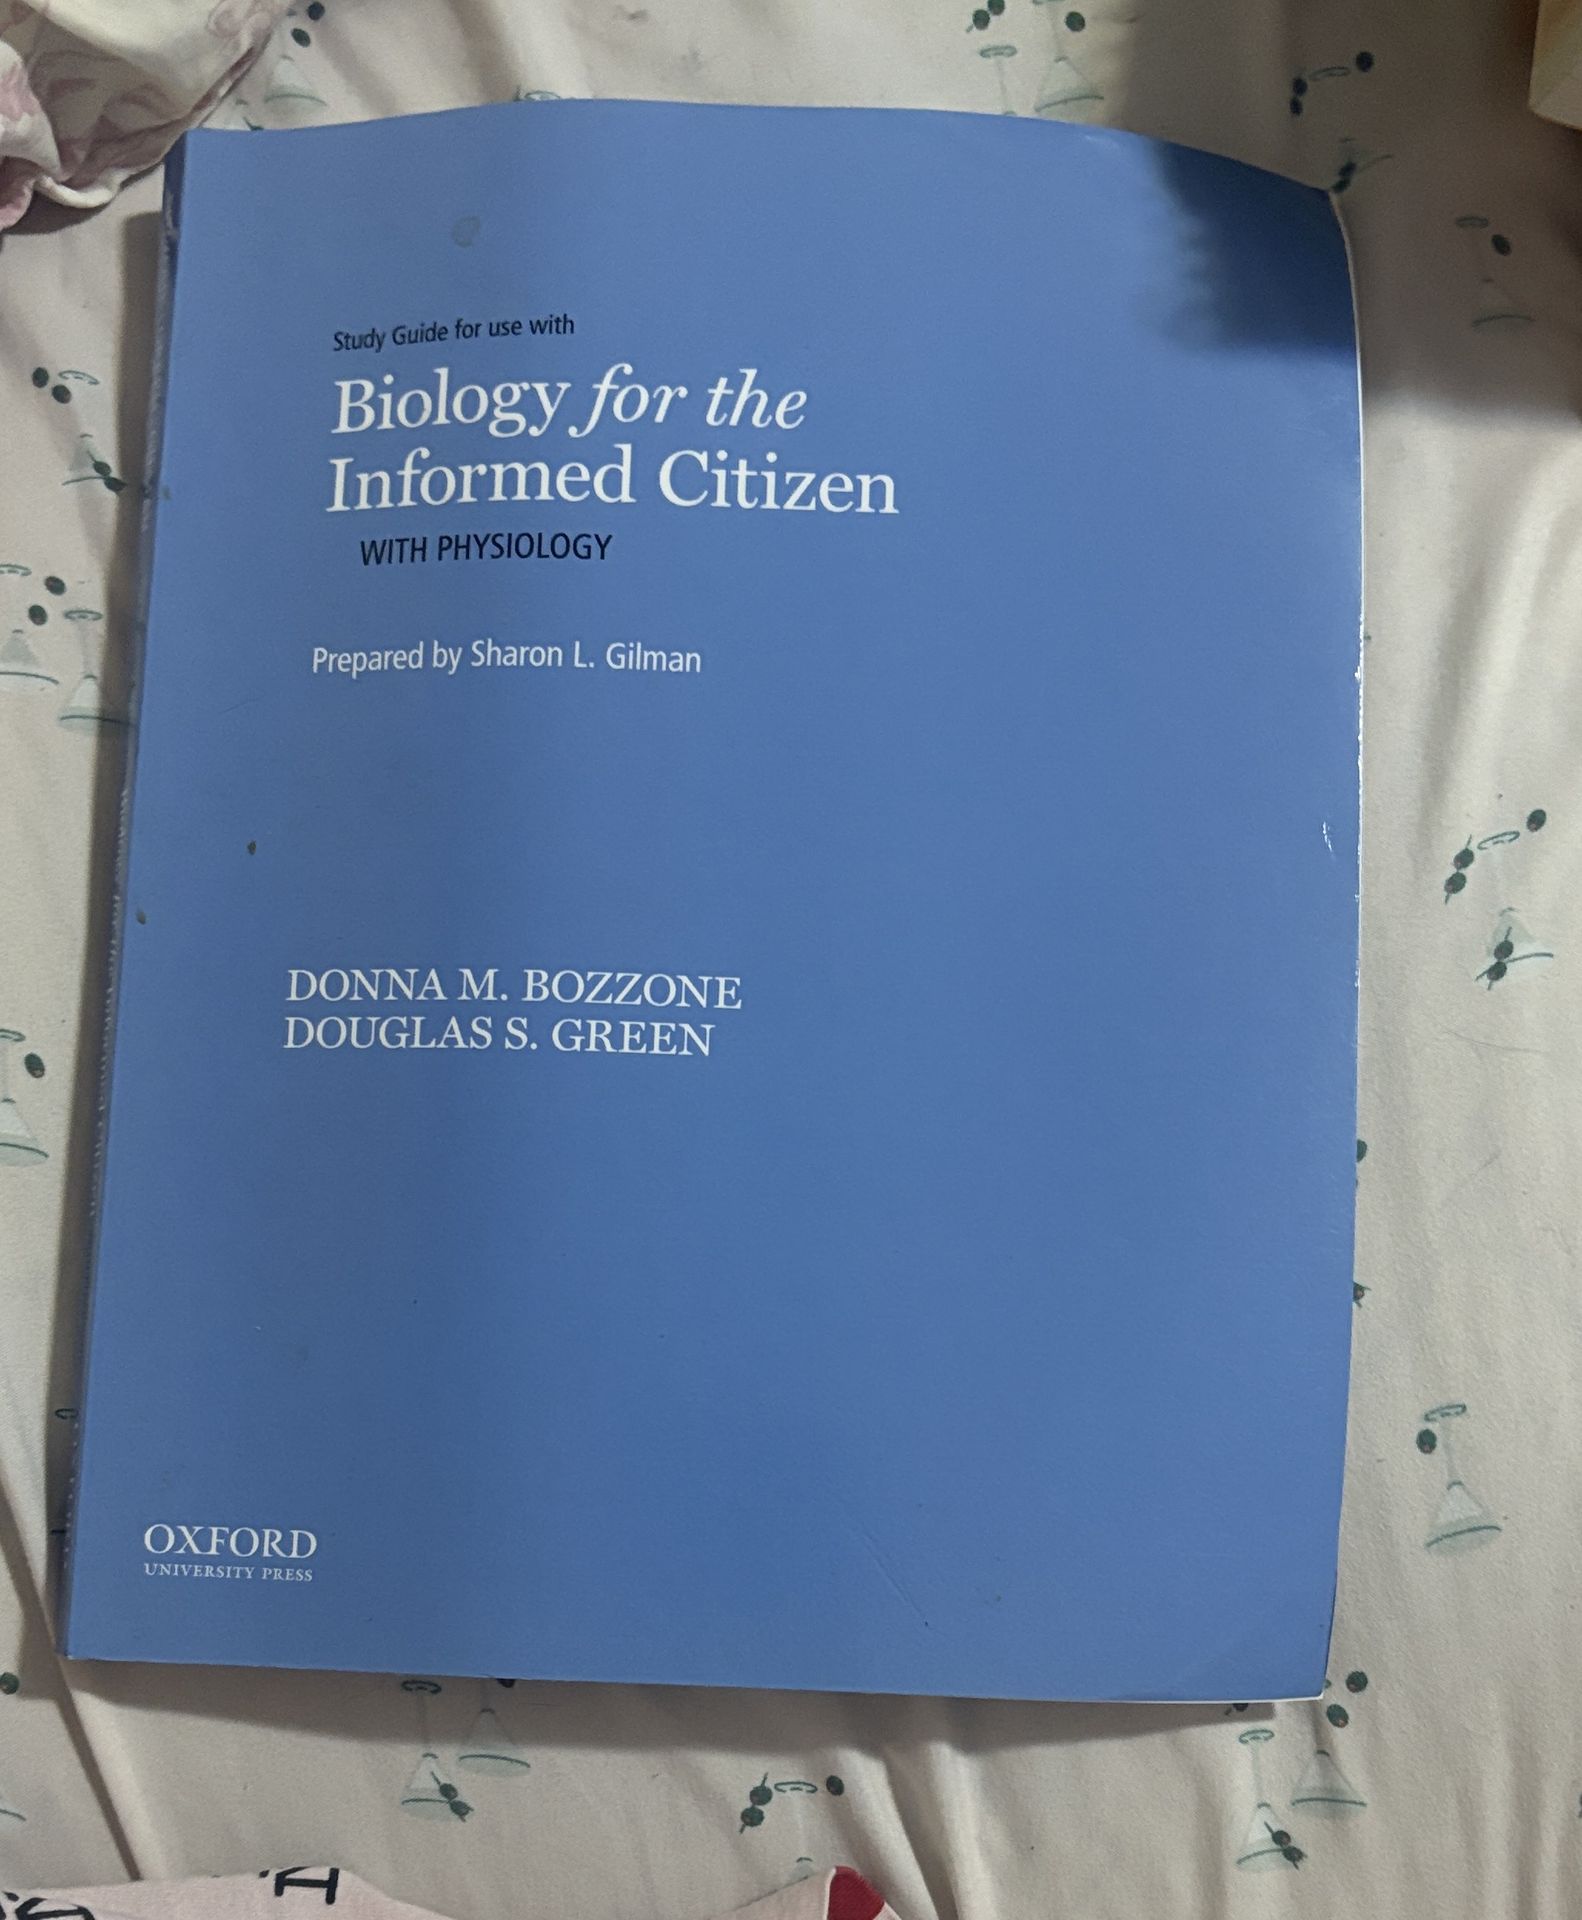 Study Guide for use with
Biology for the
Informed Citizen
WITH PHYSIOLOGY
Prepared by Sharon L. Gilman
DONNA M. BOZZONE
DOUGLAS S. GREEN
OXFORD
UNIVERSITY PRESS